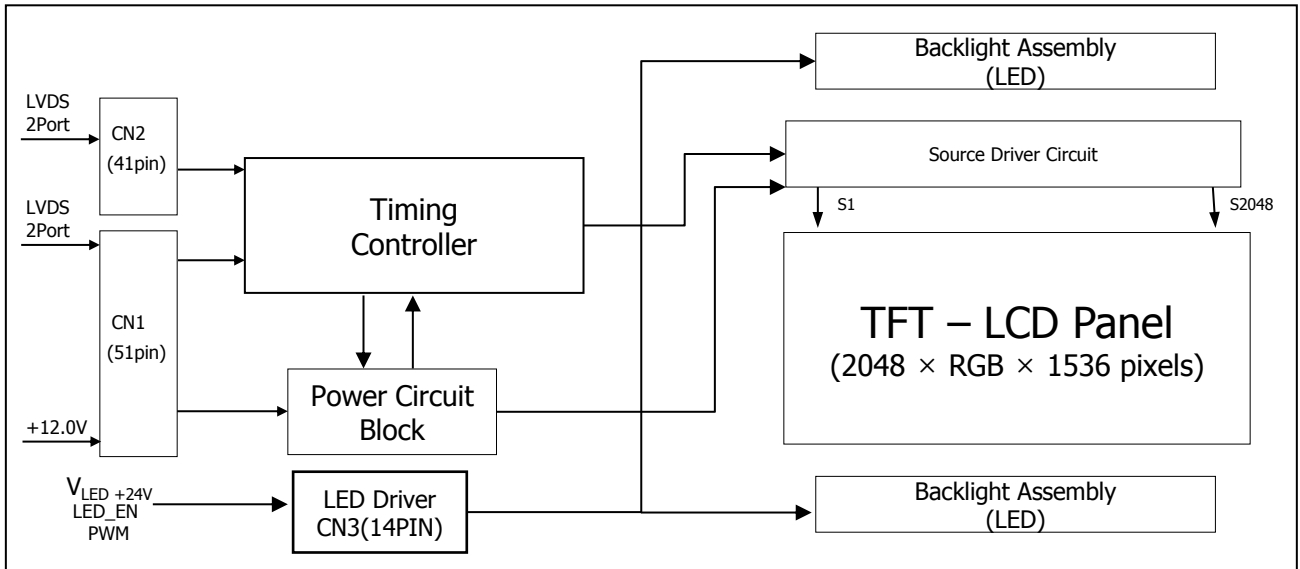 Backlight Assembly
(LED)
LVDS
2Port
CN2
(41pin)
Source Driver Circuit
S1
S2048
LVDS
2Port
Timing
Controller
CN1
(51pin)
TFT – LCD Panel
(2048 × RGB × 1536 pixels)
Power Circuit
Block
+12.0V
VLED +24V
LED_EN
PWM
LED Driver
CN3(14PIN)
Backlight Assembly
(LED)